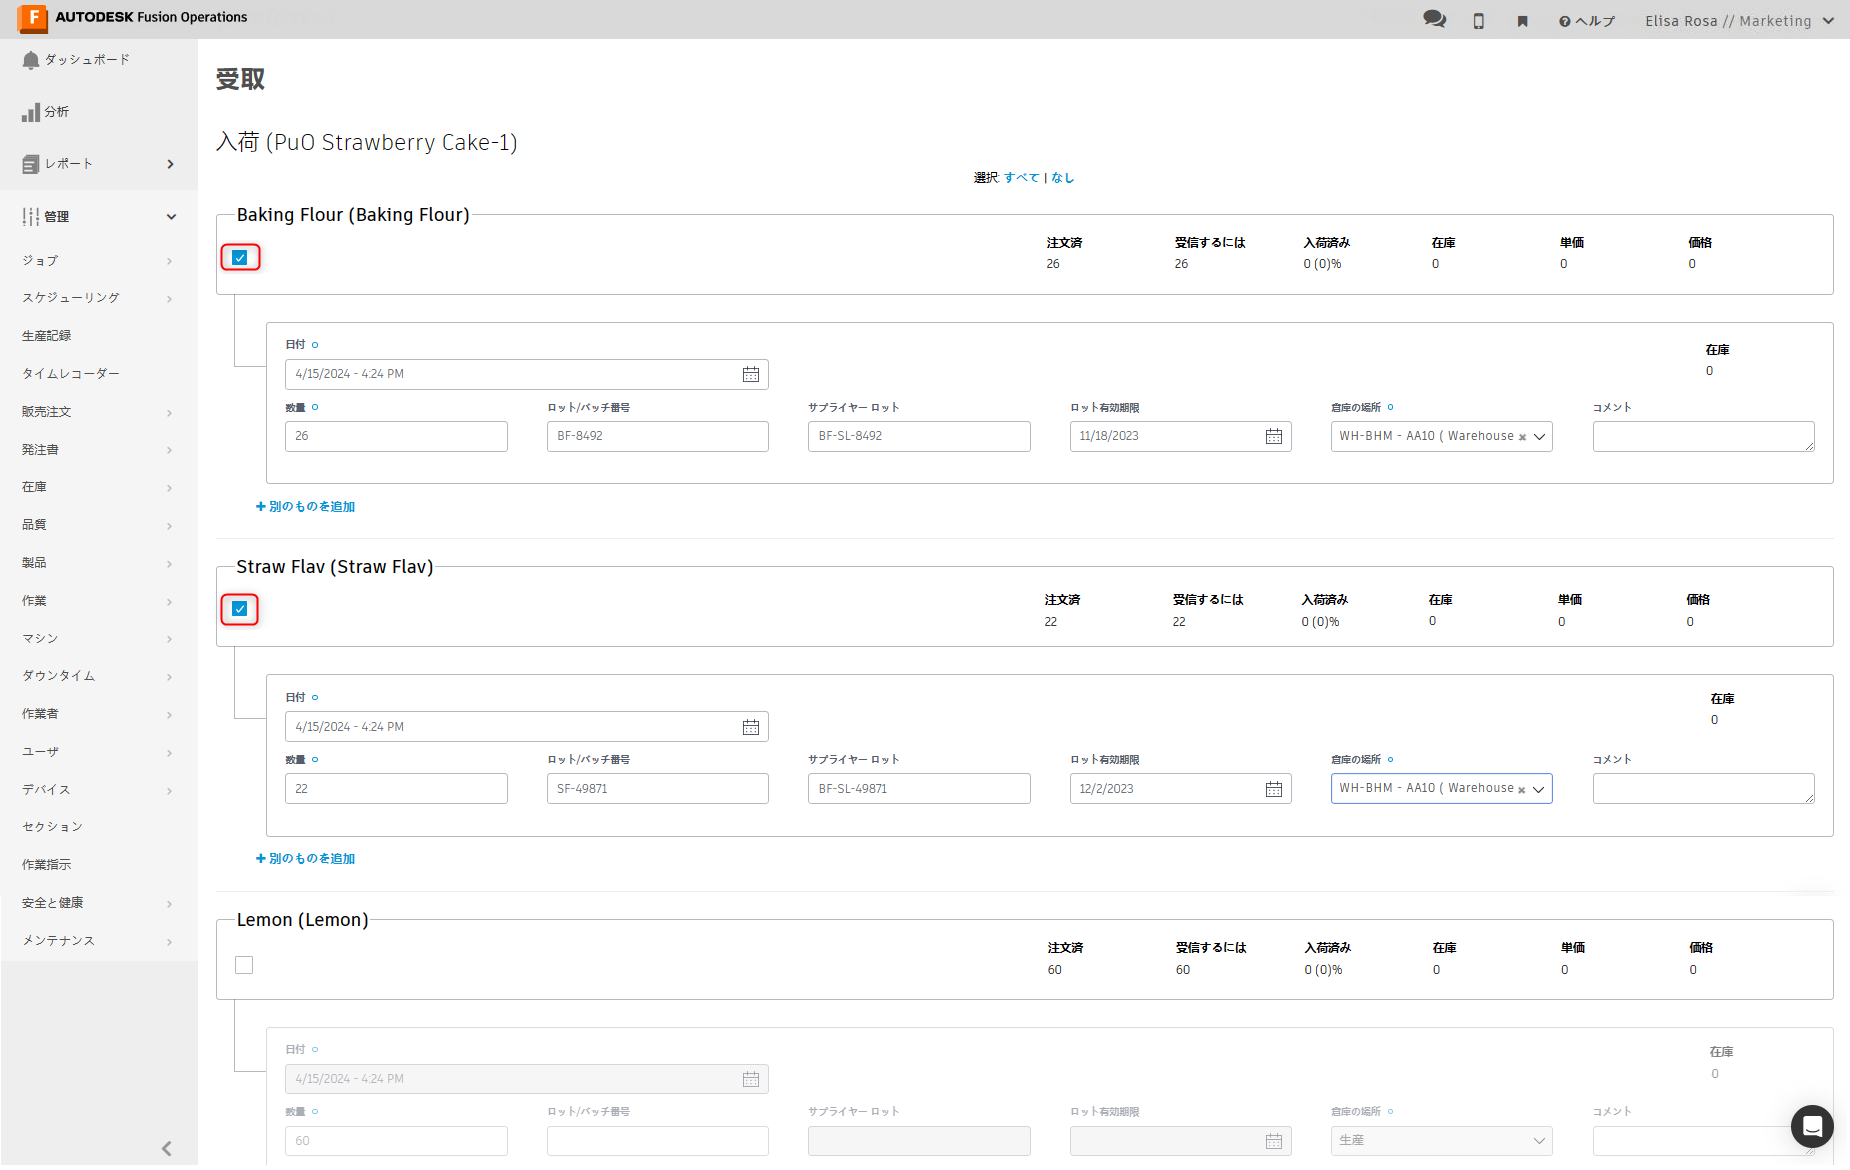 F AUTODESK Fusion Operations
ヘルプ
Elisa Rosa // Marketing
ダッシュボード
分析
レポート
管理
ジョブ
スケジューリング
生産記録
タイムレコーダー
販売注文
発注書
在庫
品質
製品
作業
マシン
ダウンタイム
作業者
ユーザ
デバイス
セクション
作業指示
安全と健康
メンテナンス
受取
入荷 (PuO Strawberry Cake-1)
選択: すべて | なし
Baking Flour (Baking Flour)
注文済 受信するには 入荷済み 在庫 単価 価格
26 26 0 (0)% 0 0 0
日付
在庫
4/15/2024 - 4:24 PM
0
数量 ロット/バッチ番号 サプライヤー ロット ロット有効期限 倉庫の場所 コメント
26 BF-8492 BF-SL-8492 11/18/2023 WH-BHM - AA10 ( Warehouse
+ 別のものを追加
Straw Flav (Straw Flav)
注文済 受信するには 入荷済み 在庫 単価 価格
22 22 0 (0)% 0 0 0
日付
在庫
4/15/2024 - 4:24 PM
0
数量 ロット/バッチ番号 サプライヤー ロット ロット有効期限 倉庫の場所 コメント
22 SF-49871 BF-SL-49871 12/2/2023 WH-BHM - AA10 ( Warehouse
+ 別のものを追加
Lemon (Lemon)
注文済 受信するには 入荷済み 在庫 単価 価格
60 60 0 (0)% 0 0 0
日付
在庫
4/15/2024 - 4:24 PM
0
数量 ロット/バッチ番号 サプライヤー ロット ロット有効期限 倉庫の場所 コメント
60 生産